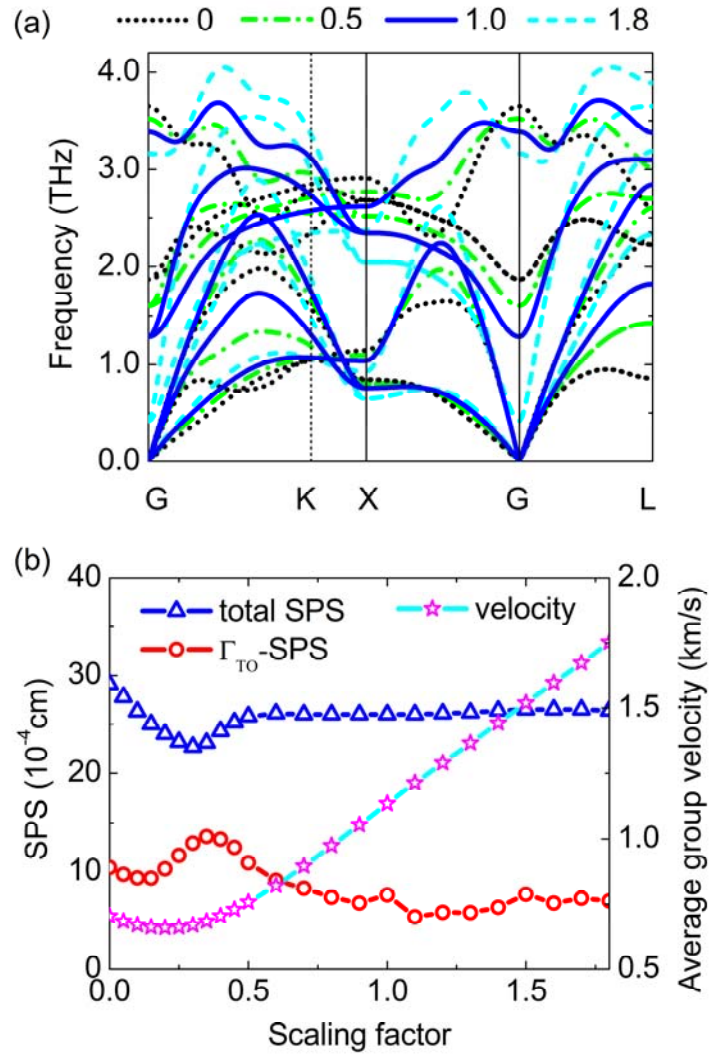 (a) 0 0.5 1.0 1.8
4.0
3.0
2.0
1.0
0.0
Frequency (THz)
G K X G L
(b)
40
30
20
10
0
SPS (10⁻⁴cm)
total SPS velocity
Γ_TO-SPS
2.0
1.5
1.0
0.5
Average group velocity (km/s)
0.0 0.5 1.0 1.5
Scaling factor